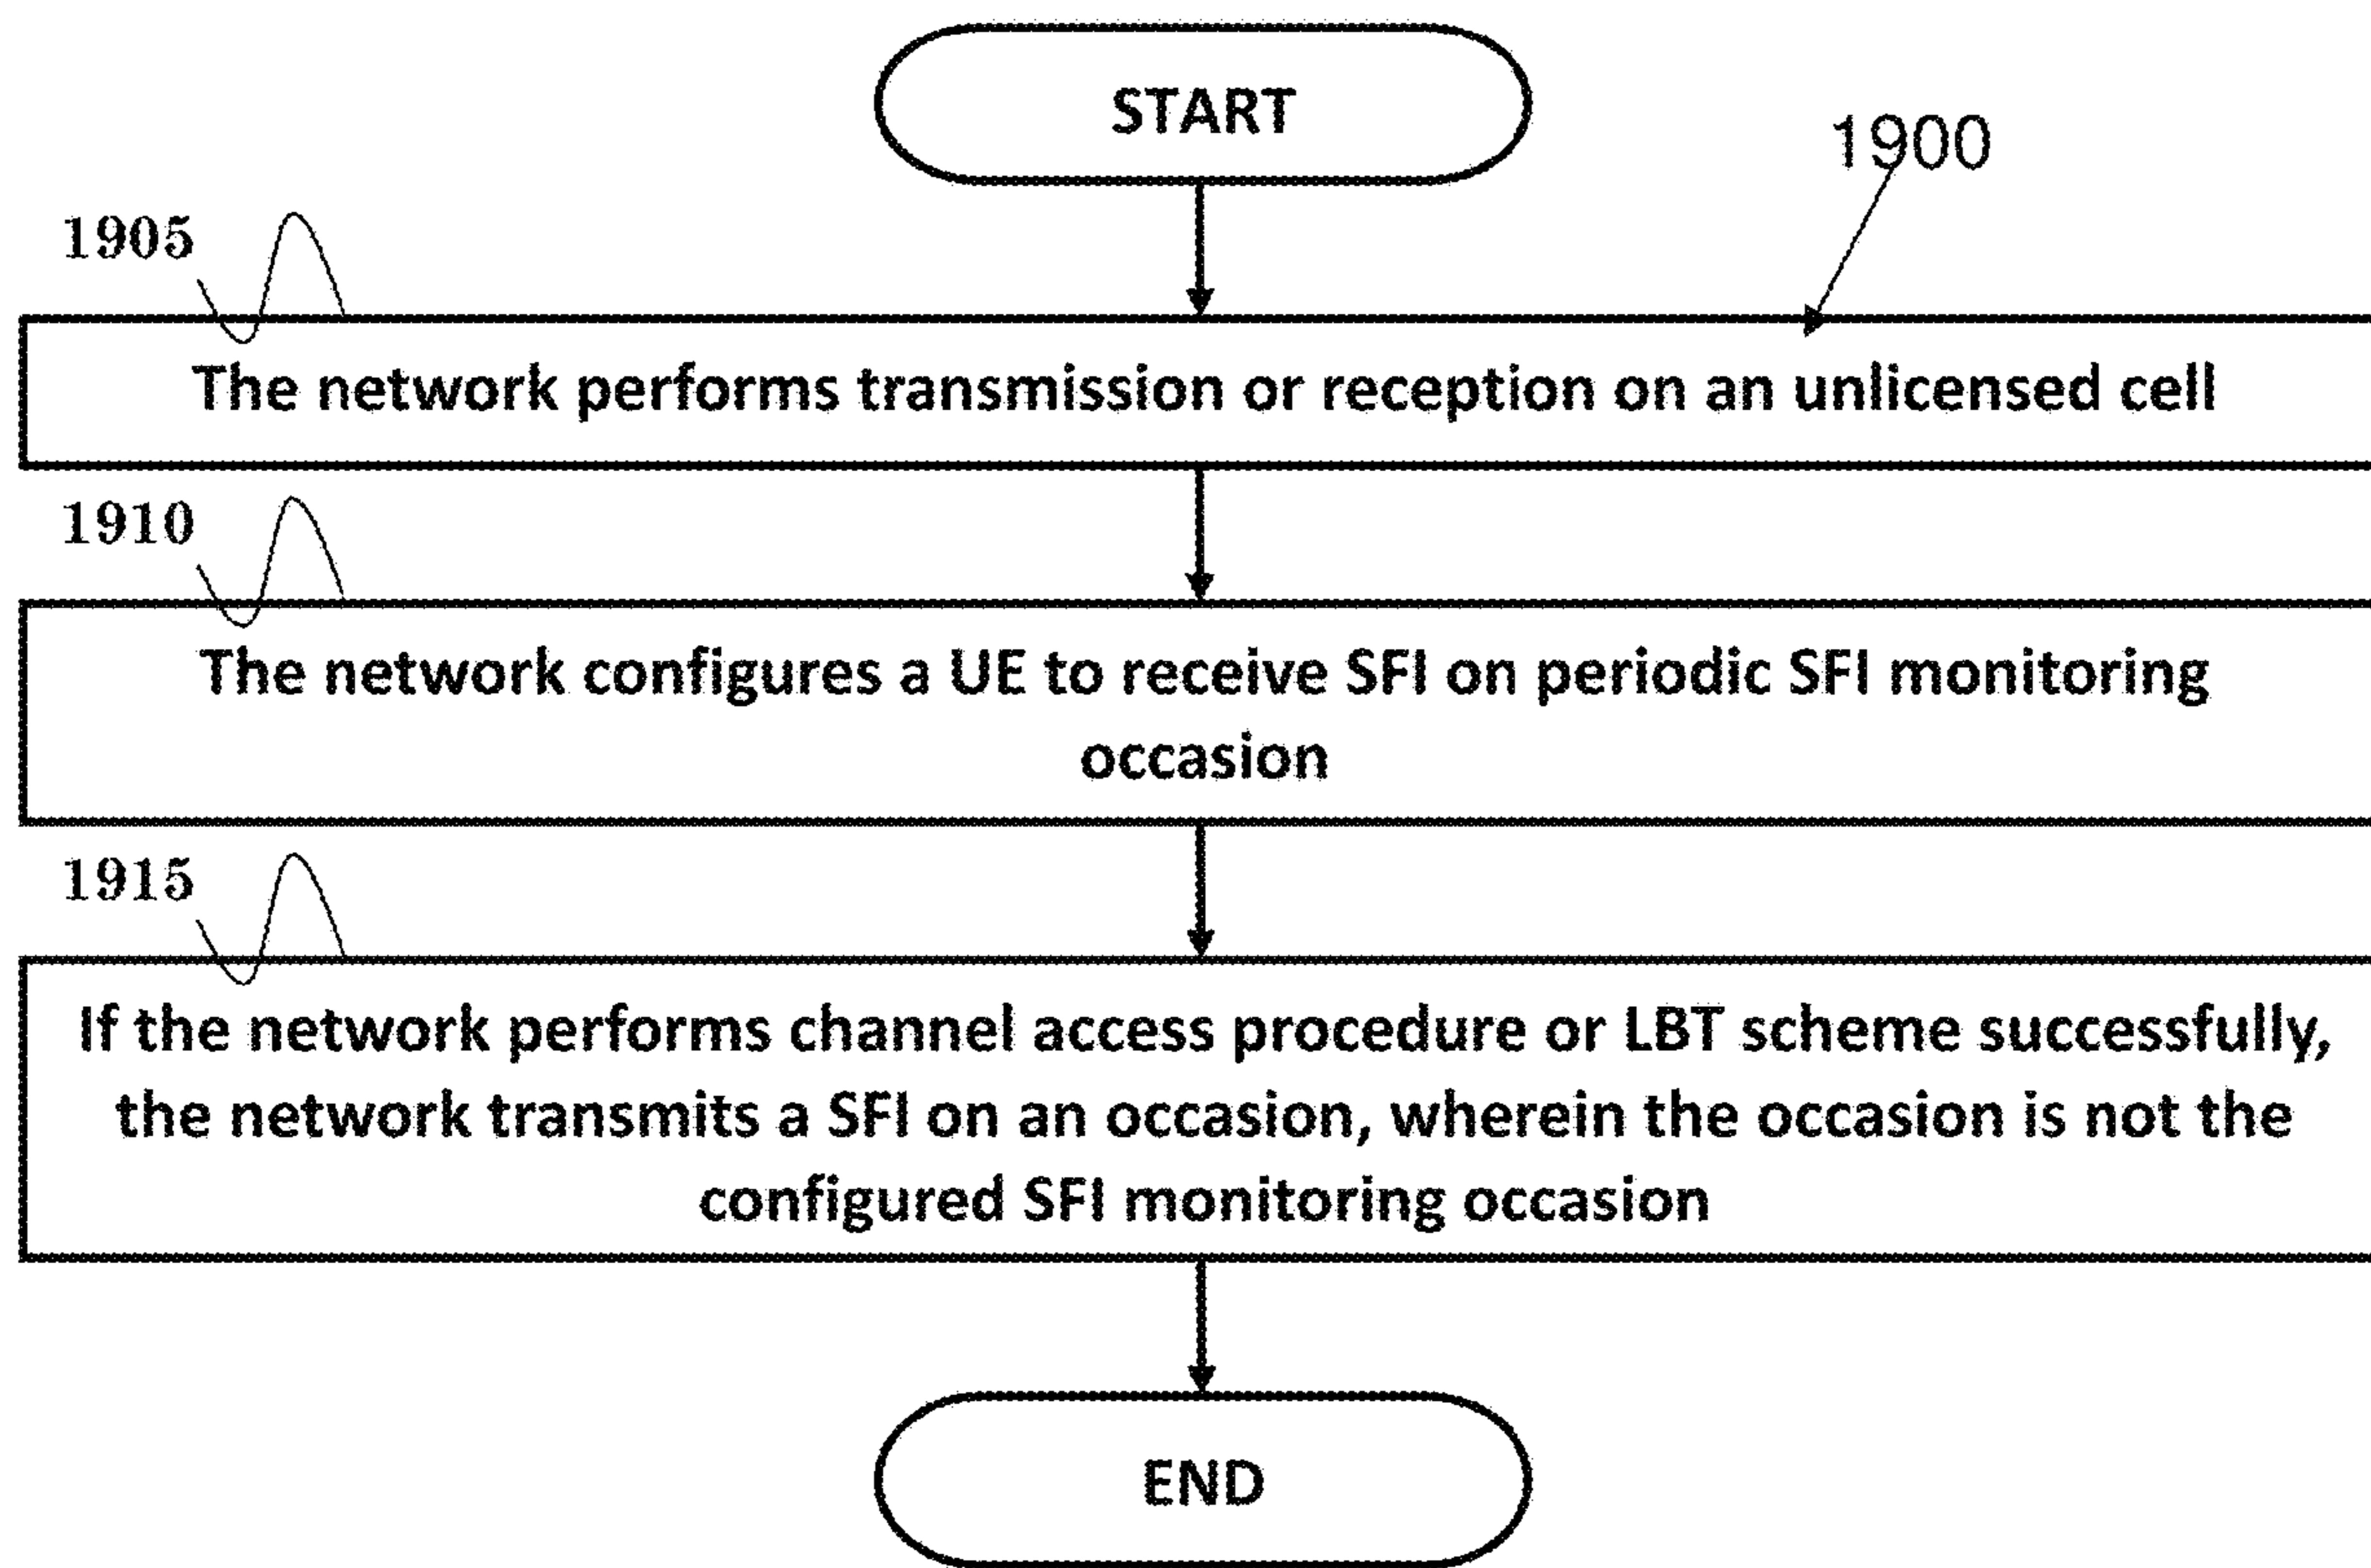 START
1900
1905
The network performs transmission or reception on an unlicensed cell
1910
The network configures a UE to receive SFI on periodic SFI monitoring
occasion
1915
If the network performs channel access procedure or LBT scheme successfully,
the network transmits a SFI on an occasion, wherein the occasion is not the
configured SFI monitoring occasion
END